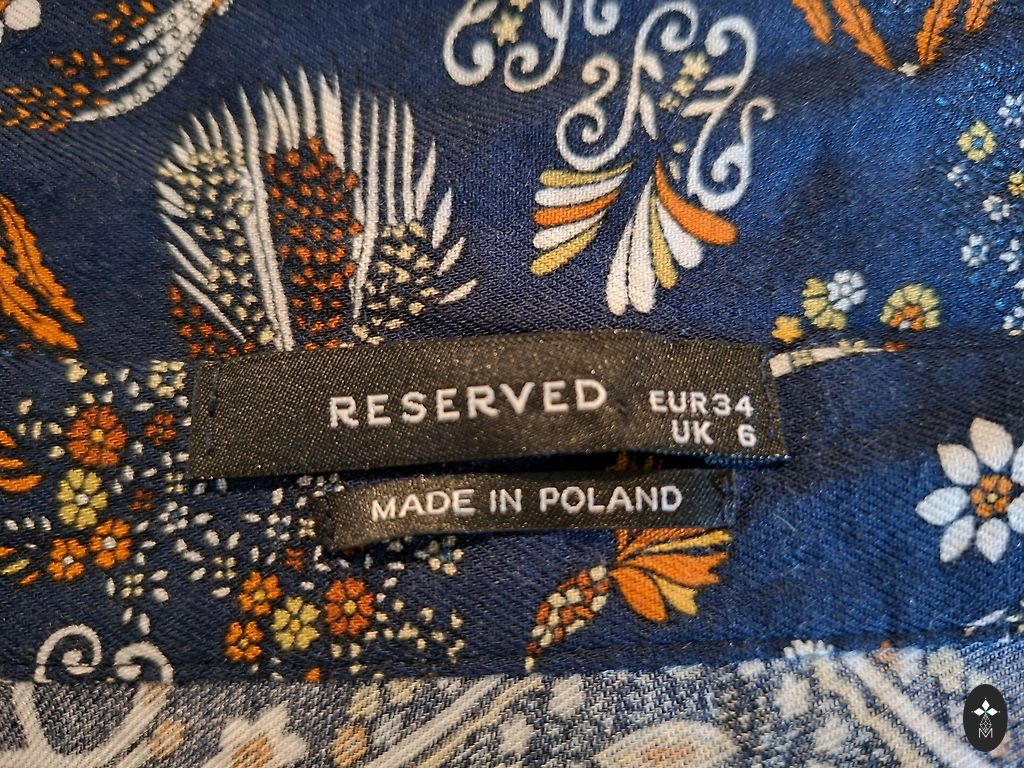 RESERVED
EUR34
UK 6
MADE IN POLAND